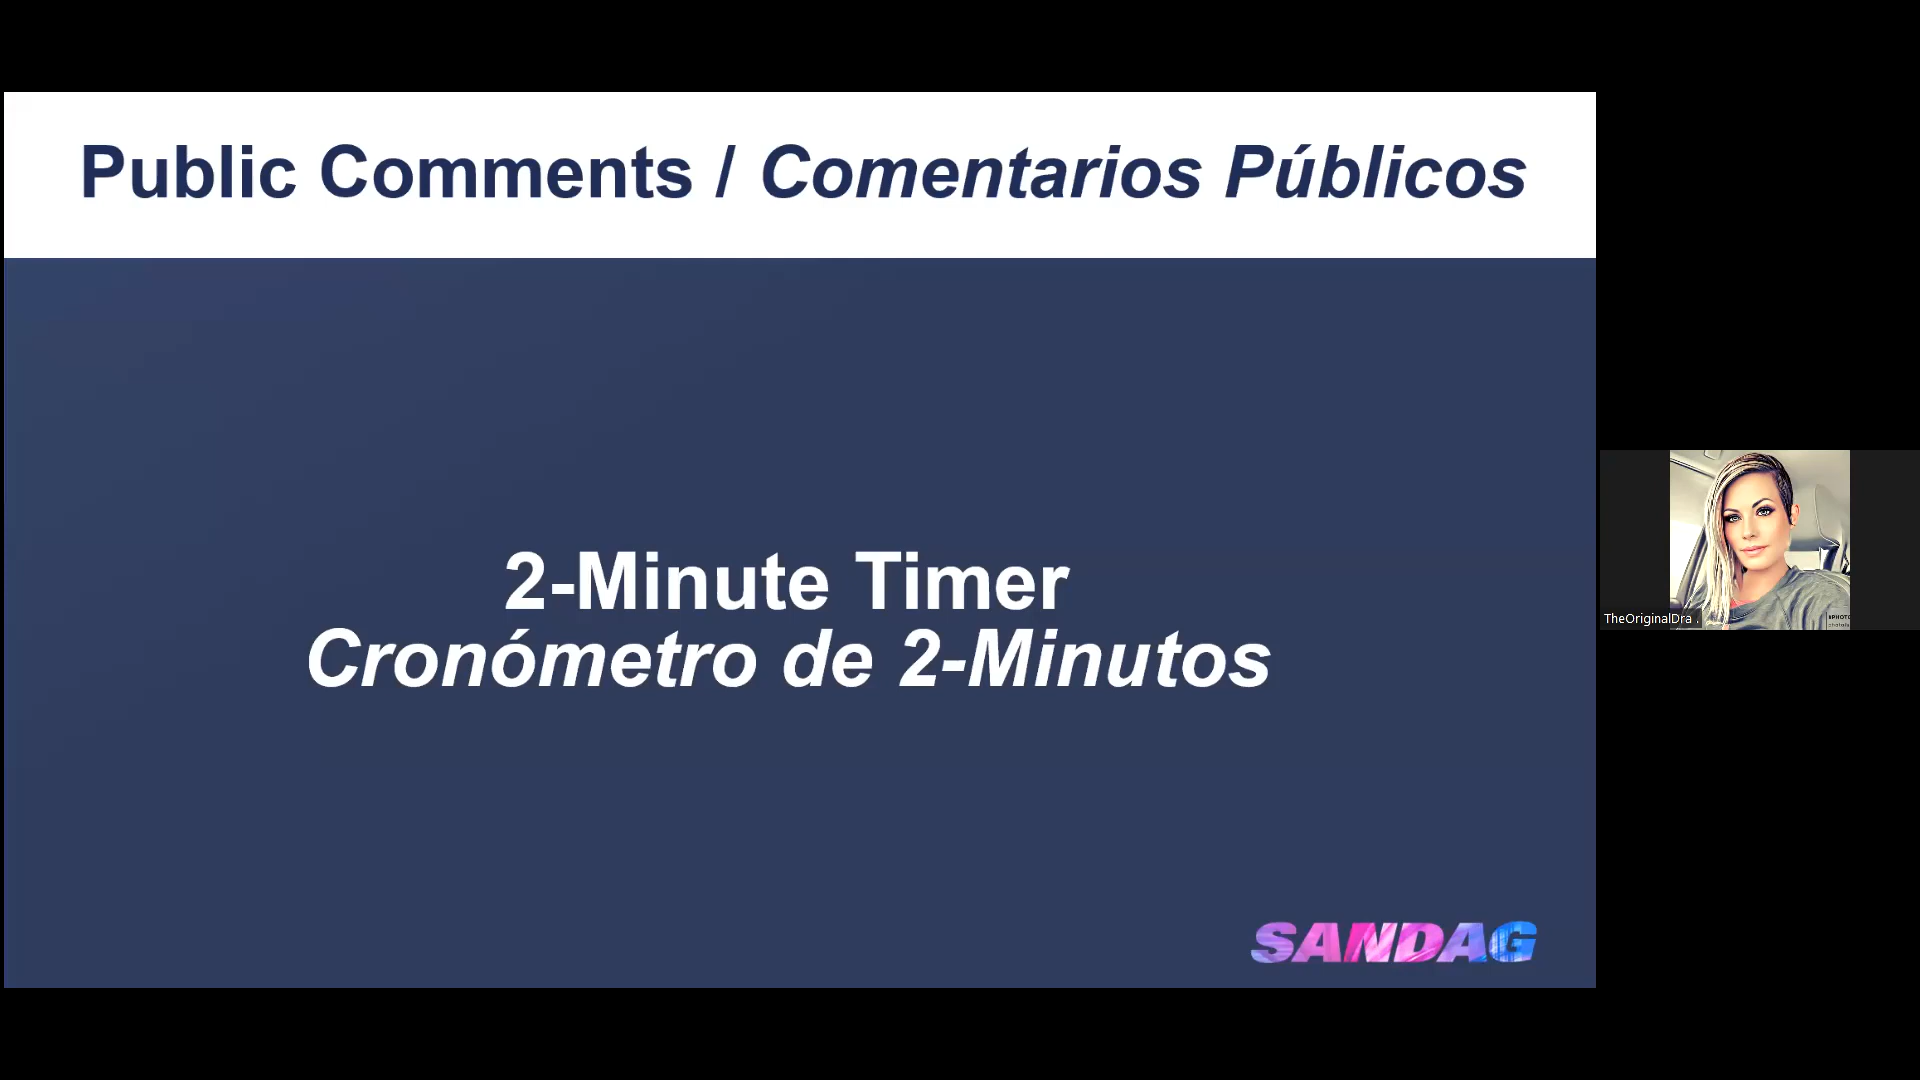 Public Comments / Comentarios Públicos
2-Minute Timer
Cronómetro de 2-Minutos
SANDAG
TheOriginalDra .